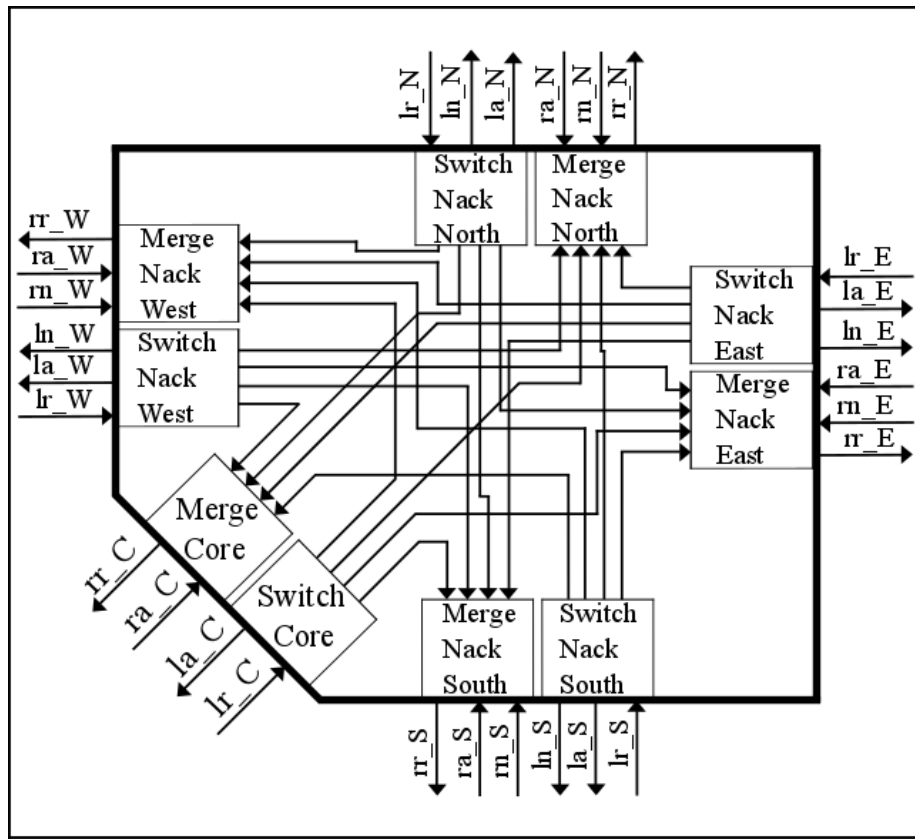 lr_N
ln_N
la_N
ra_N
rn_N
rr_N
Switch
Nack
North
Merge
Nack
North
rr_W
ra_W
rn_W
ln_W
la_W
lr_W
Merge
Nack
West
Switch
Nack
West
Switch
Nack
East
Merge
Nack
East
lr_E
la_E
ln_E
ra_E
rn_E
rr_E
Merge
Core
Switch
Core
rr_C
ra_C
la_C
lr_C
Merge
Nack
South
Switch
Nack
South
rr_S
ra_S
rn_S
ln_S
la_S
lr_S